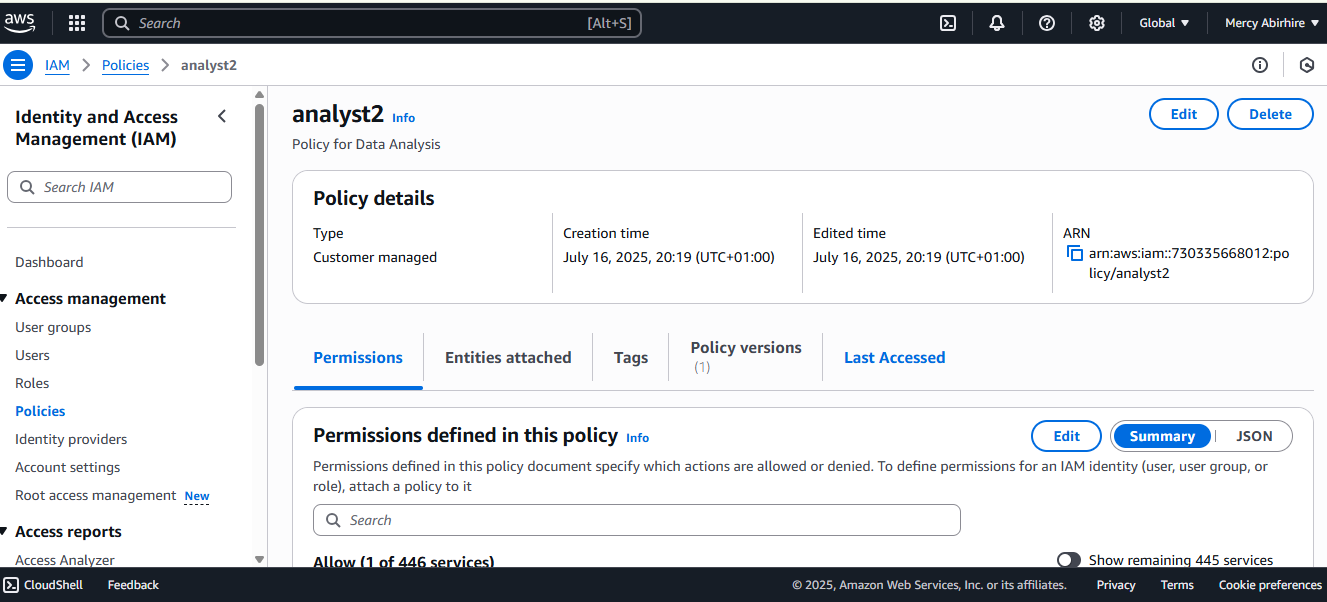 aws
Search [Alt+S]
Global
Mercy Abirhire
IAM
Policies
analyst2
Identity and Access
Management (IAM)
Search IAM
Dashboard
Access management
User groups
Users
Roles
Policies
Identity providers
Account settings
Root access management New
Access reports
Access Analyzer
analyst2 Info
Edit
Delete
Policy for Data Analysis
Policy details
Type
Customer managed
Creation time
July 16, 2025, 20:19 (UTC+01:00)
Edited time
July 16, 2025, 20:19 (UTC+01:00)
ARN
arn:aws:iam::730335668012:po
licy/analyst2
Permissions
Entities attached
Tags
Policy versions
(1)
Last Accessed
Permissions defined in this policy Info
Edit
Summary
JSON
Permissions defined in this policy document specify which actions are allowed or denied. To define permissions for an IAM identity (user, user group, or
role), attach a policy to it
Search
Allow (1 of 446 services)
Show remaining 445 services
CloudShell
Feedback
© 2025, Amazon Web Services, Inc. or its affiliates.
Privacy
Terms
Cookie preferences